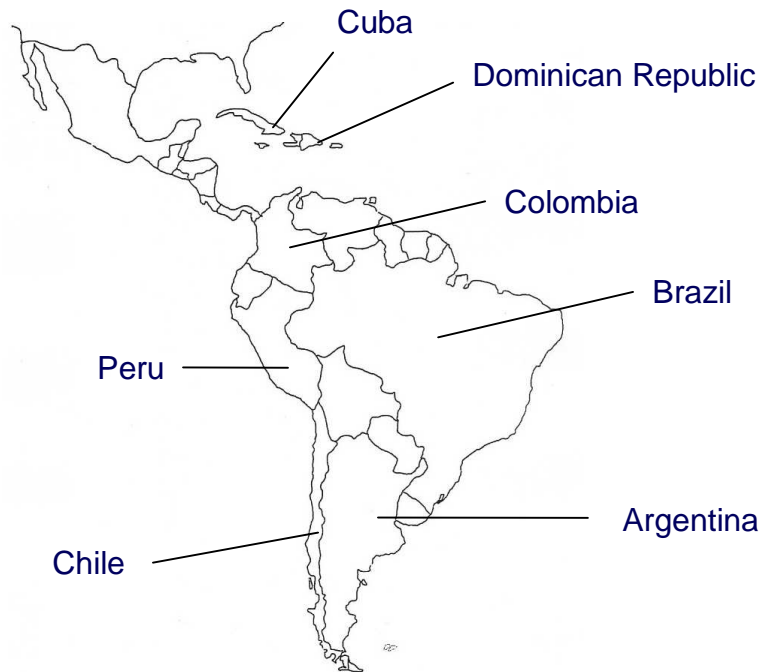 Cuba
Dominican Republic
Colombia
Brazil
Peru
Argentina
Chile